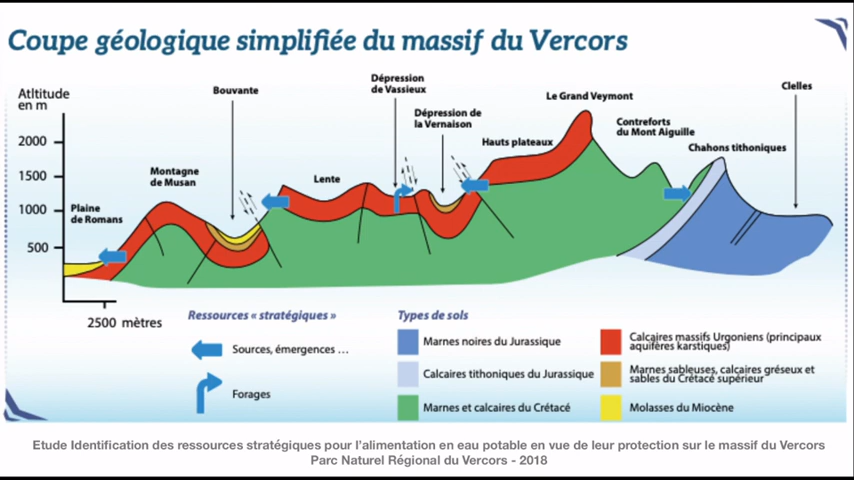 Coupe géologique simplifiée du massif du Vercors
Atltitude
en m
2000
1500
1000
500
2500 mètres
Plaine
de Romans
Montagne
de Musan
Bouvante
Lente
Dépression
de Vassieux
Dépression de
la Vernaison
Hauts plateaux
Le Grand Veymont
Contreforts
du Mont Aiguille
Chahons tithoniques
Clelles
Ressources « stratégiques »
Sources, émergences ...
Forages
Types de sols
Marnes noires du Jurassique
Calcaires tithoniques du Jurassique
Marnes et calcaires du Crétacé
Calcaires massifs Urgoniens (principaux
aquifères karstiques)
Marnes sableuses, calcaires gréseux et
sables du Crétacé supérieur
Molasses du Miocène
Etude Identification des ressources stratégiques pour l'alimentation en eau potable en vue de leur protection sur le massif du Vercors
Parc Naturel Régional du Vercors - 2018